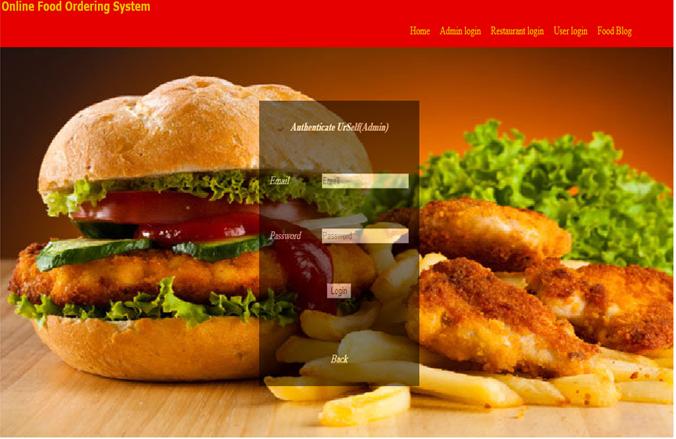 Online Food Ordering System
Home Admin login Restaurant login User login Food Blog
Authenticate UrSelf(Admin)
Email Email
Password Password
Login
Back